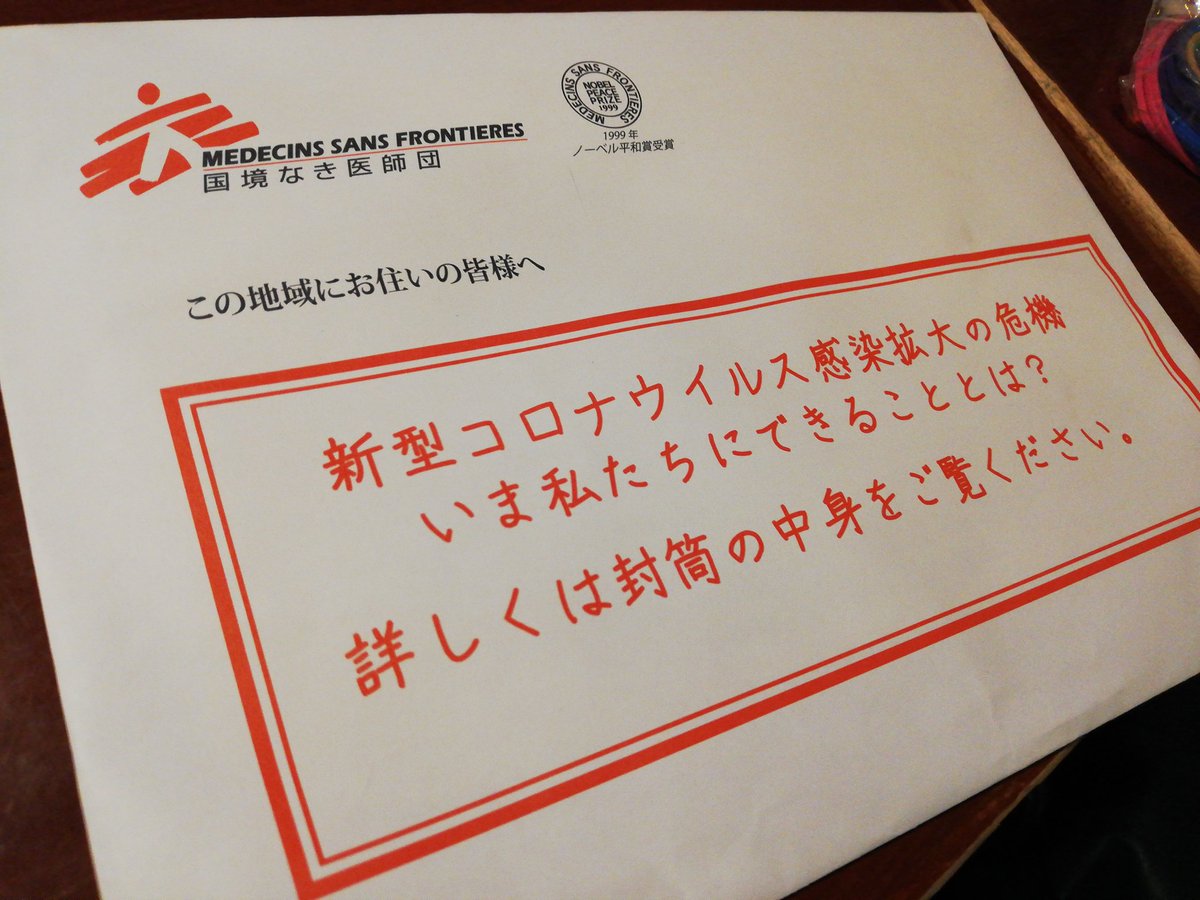 MEDECINS SANS FRONTIERES
国境なき医師団
MEDECINS SANS FRONTIERES
NOBEL
PEACE
PRIZE
1999
1999年
ノーベル平和賞受賞
この地域にお住いの皆様へ
新型コロナウイルス感染拡大の危機
いま私たちにできることとは?
詳しくは封筒の中身をご覧ください。